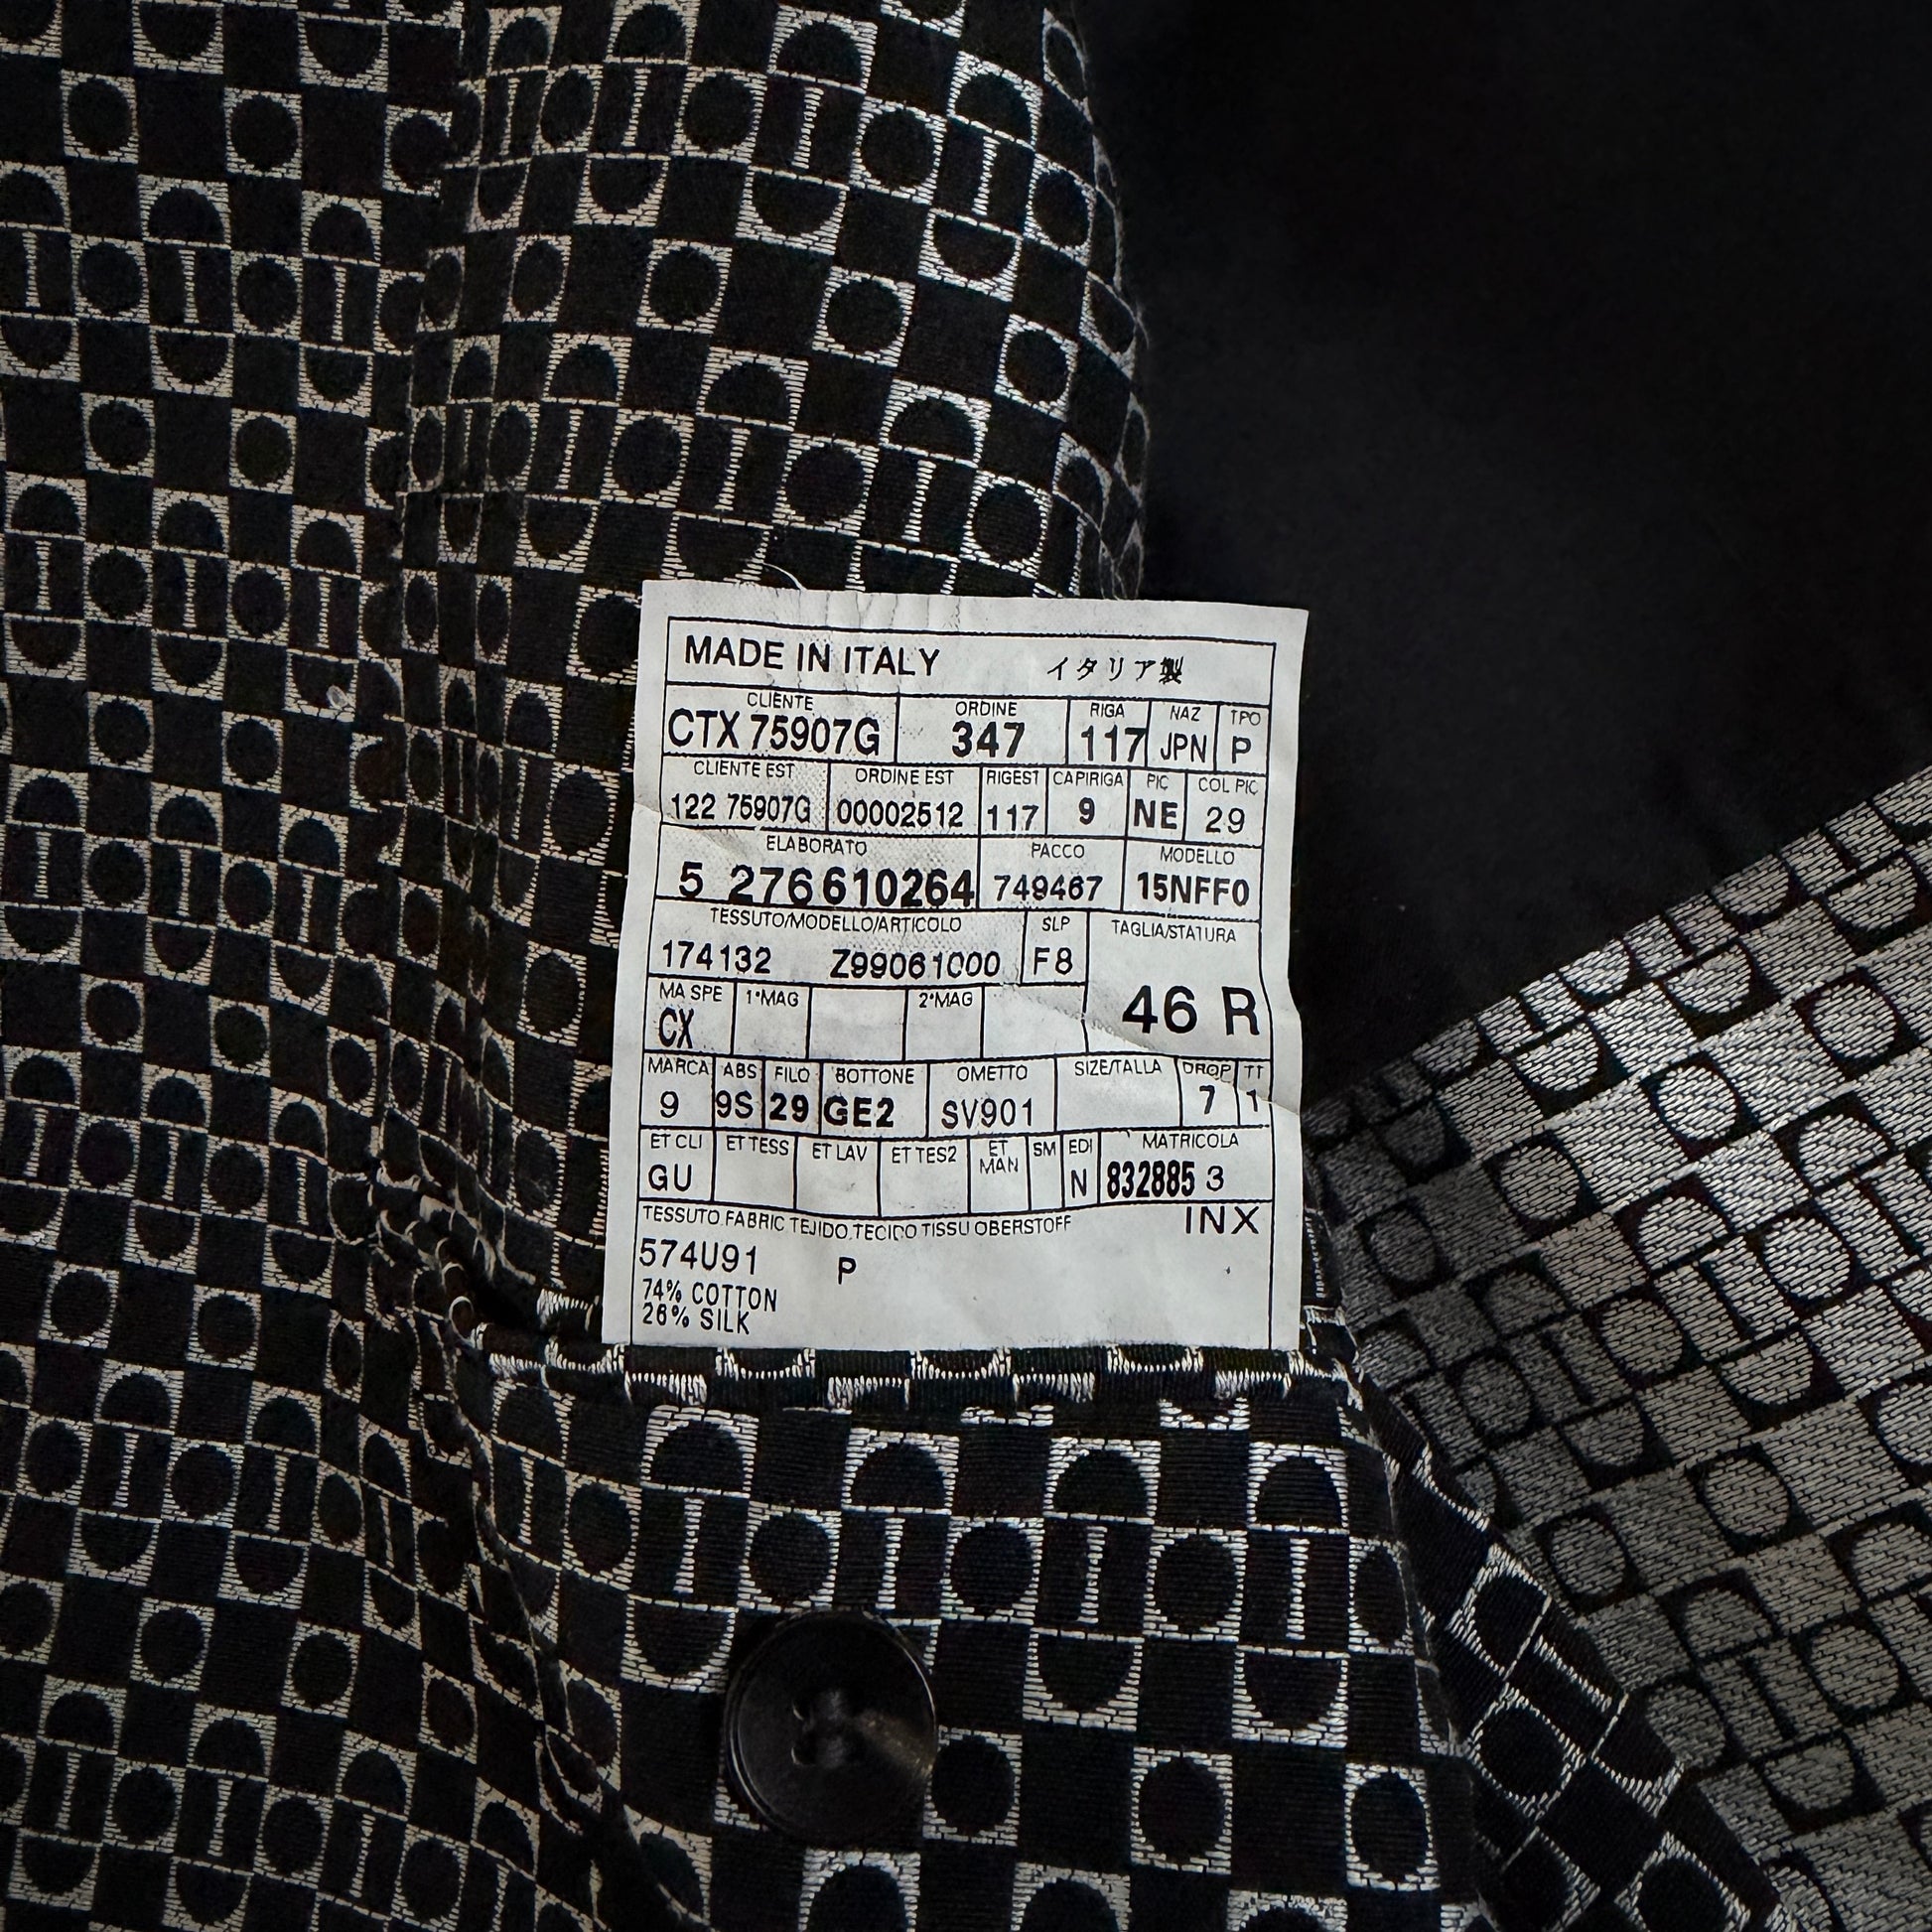 MADE IN ITALY イタリア製
CLIENTE ORDINE RIGA NAZ TPO
CTX 75907G 347 117 JPN P
CLIENTE EST ORDINE EST RIGEST CAPIRIGA PIC COL PIC
122 75907G 00002512 117 9 NE 29
ELABORATO PACCO MODELLO
5 276610264 749467 15NFF0
TESSUTO/MODELLO/ARTICOLO SLP TAGLIA/STATURA
174132 Z99061000 F8
46 R
MA SPE 1°MAG 2°MAG
CX
MARCA ABS FILO BOTTONE OMETTO SIZE/TALLA DROP TT
9 9S 29 GE2 SV901 7 1
ET CLI ET TESS ET LAV ET TES2 ET MAN SM EDI MATRICOLA
GU N 832885 3
TESSUTO.FABRIC TEJIDO.TECIDO TISSU OBERSTOFF INX
574U91 P
74% COTTON
26% SILK